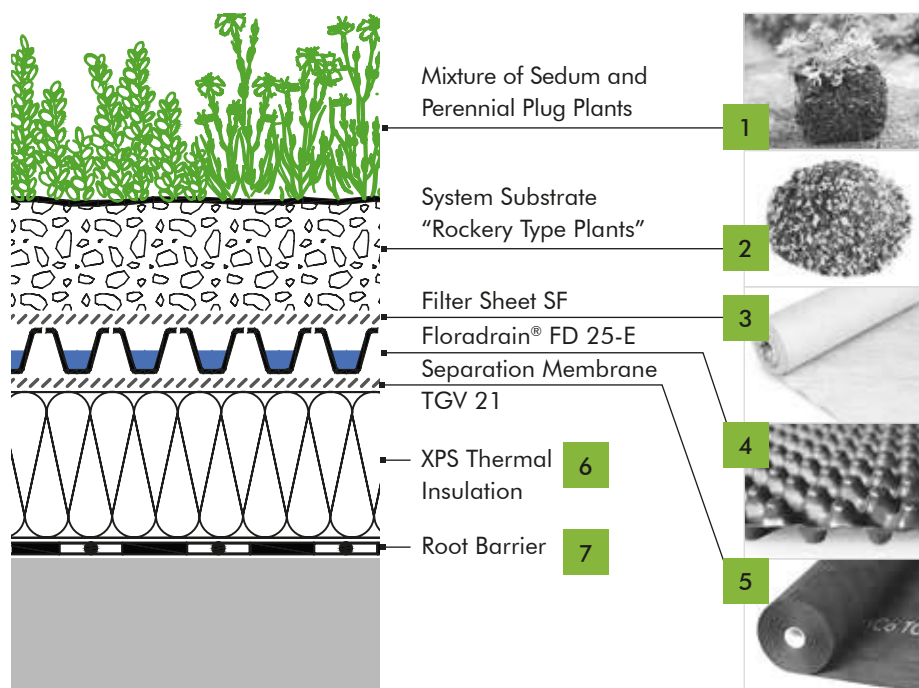 Mixture of Sedum and
Perennial Plug Plants
1
System Substrate
“Rockery Type Plants”
2
Filter Sheet SF
3
Floradrain® FD 25-E
4
Separation Membrane
TGV 21
5
XPS Thermal
Insulation
6
Root Barrier
7